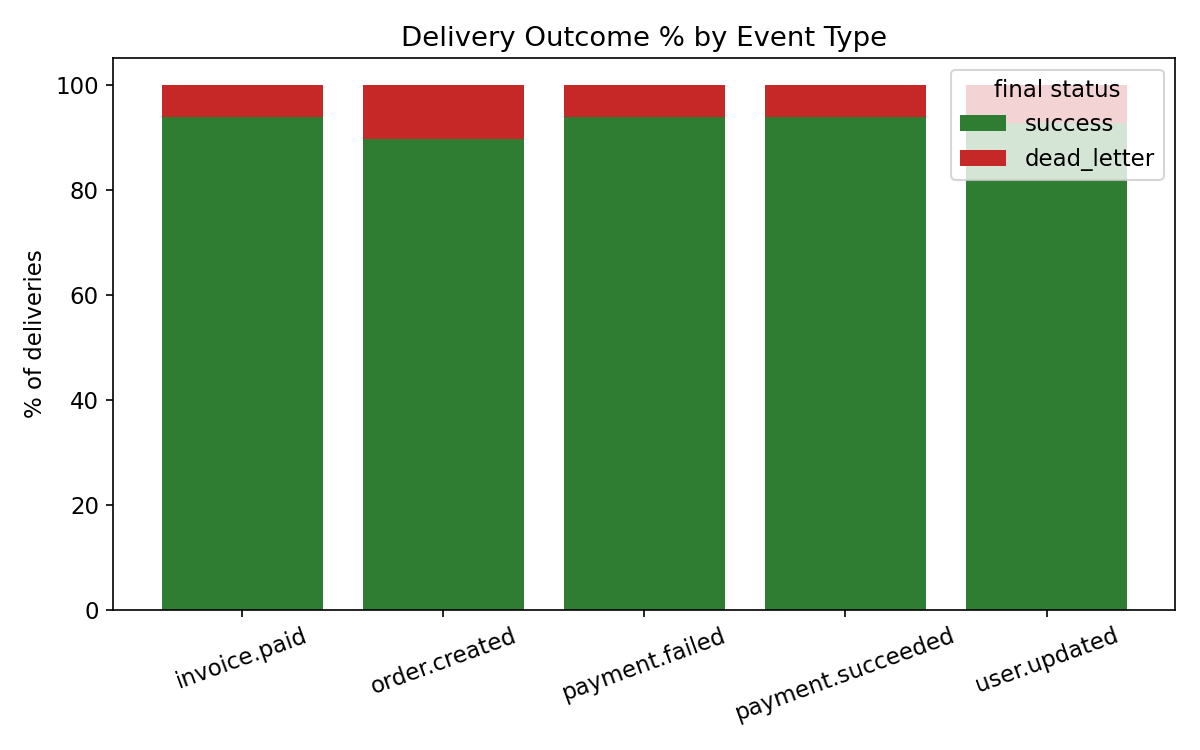 Delivery Outcome % by Event Type
% of deliveries
100
80
60
40
20
0
final status
success
dead_letter
invoice.paid
order.created
payment.failed
payment.succeeded
user.updated